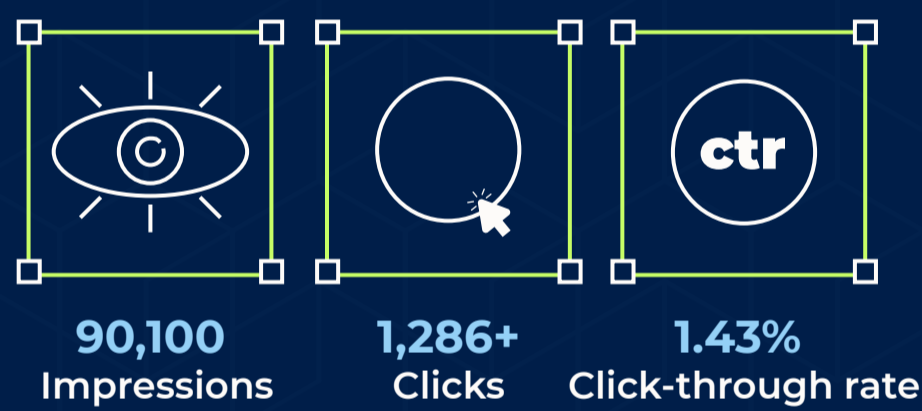 ctr
90,100
Impressions
1,286+
Clicks
1.43%
Click-through rate